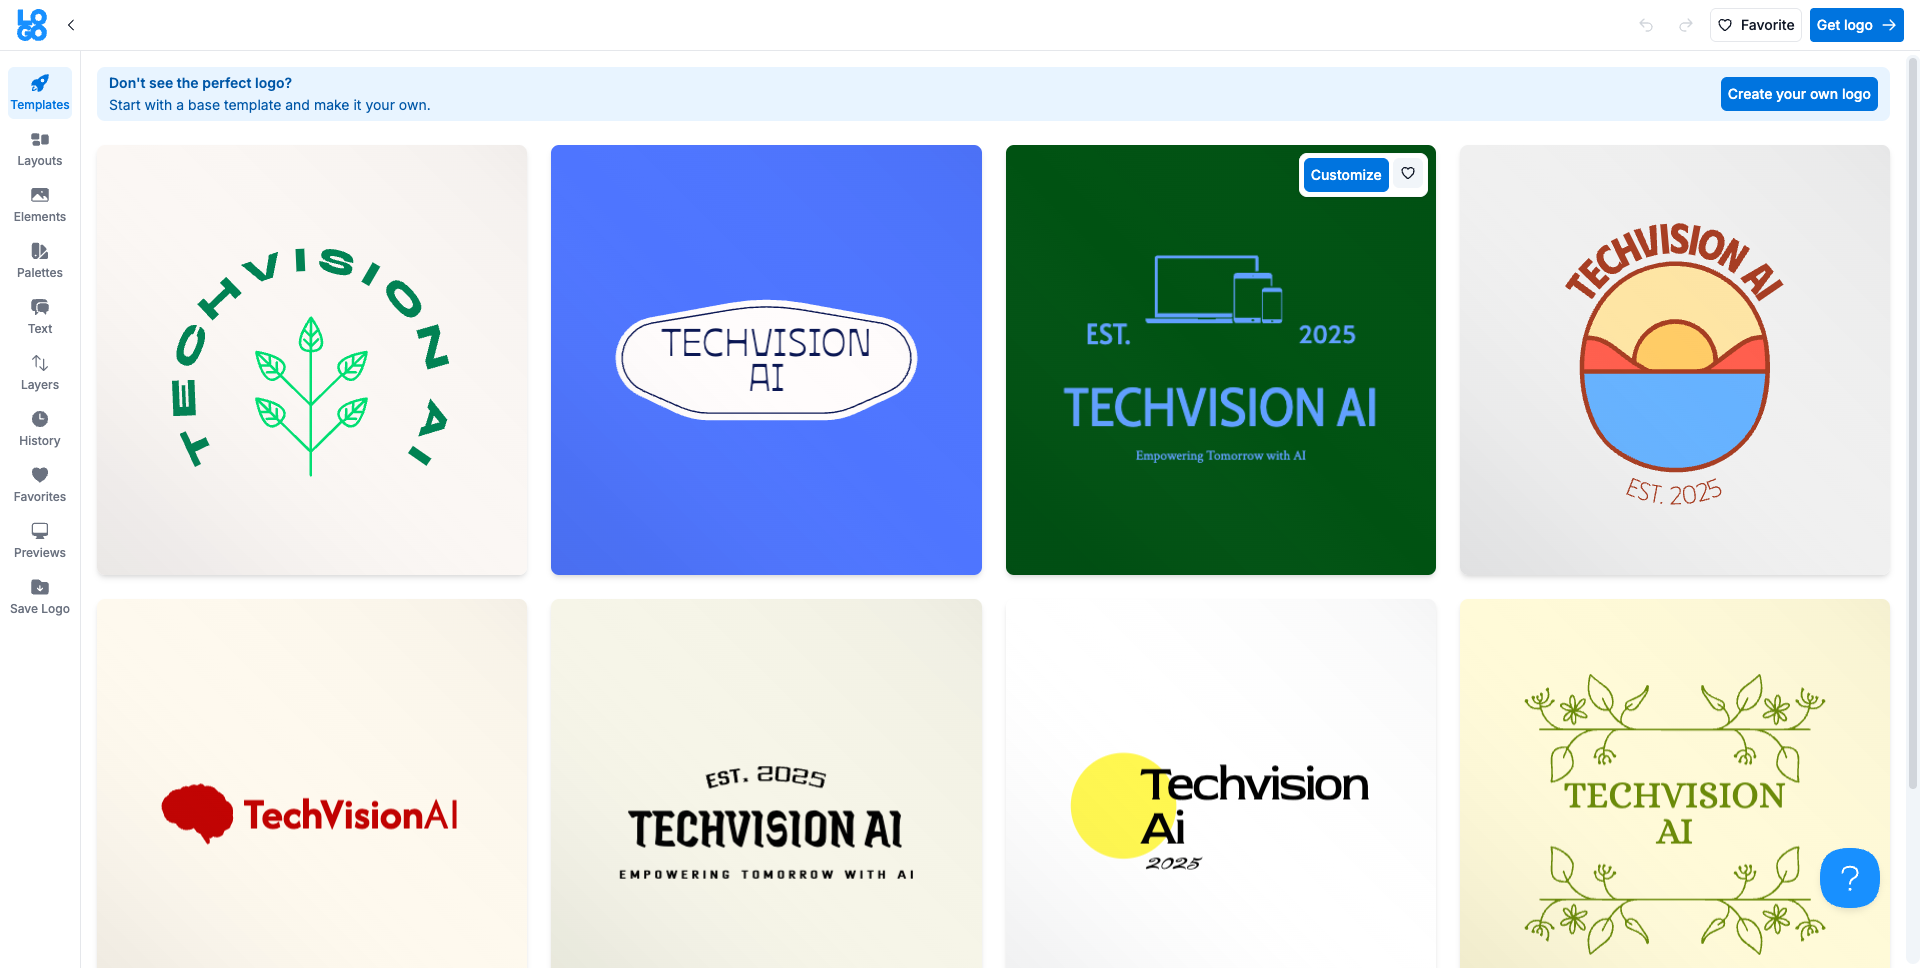 LOGO
Favorite
Get logo
Templates
Layouts
Elements
Palettes
Text
Layers
History
Favorites
Previews
Save Logo
Don't see the perfect logo?
Start with a base template and make it your own.
Create your own logo
TECHVISION AI
TECHVISION
AI
Customize
EST. 2025
TECHVISION AI
Empowering Tomorrow with AI
TECHVISION AI
EST. 2025
TechVisionAI
EST. 2025
TECHVISION AI
EMPOWERING TOMORROW WITH AI
Techvision
Ai
2025
TECHVISION
AI
?